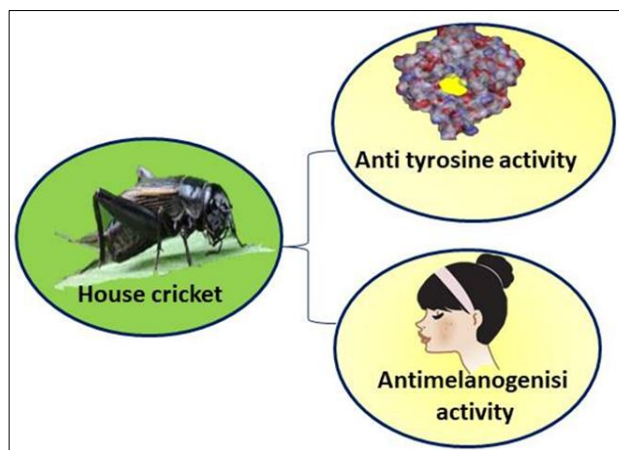 House cricket
Anti tyrosine activity
Antimelanogenisi
activity